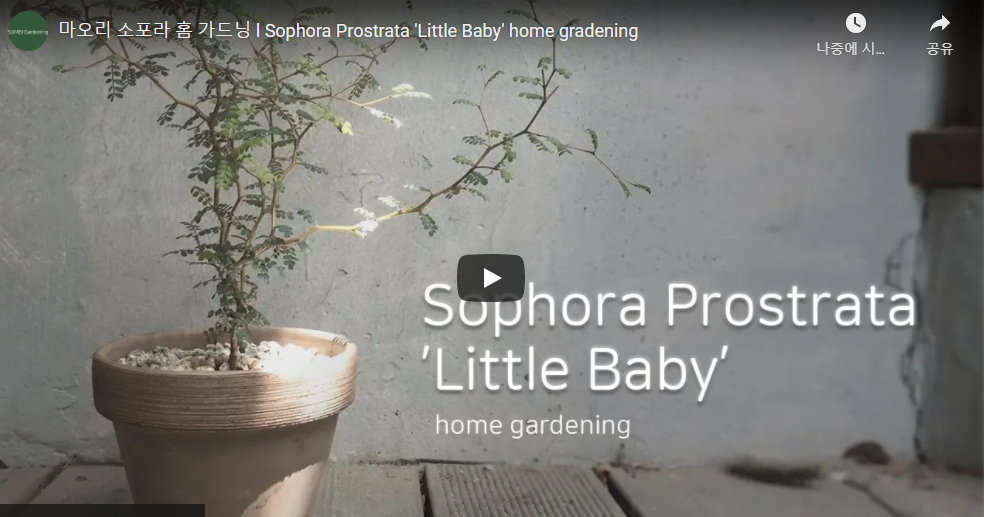 SUMBI Gardening
마오리 소포라 홈 가드닝 l Sophora Prostrata 'Little Baby' home gradening
나중에 시...
공유
Sophora Prostrata
'Little Baby'
home gardening